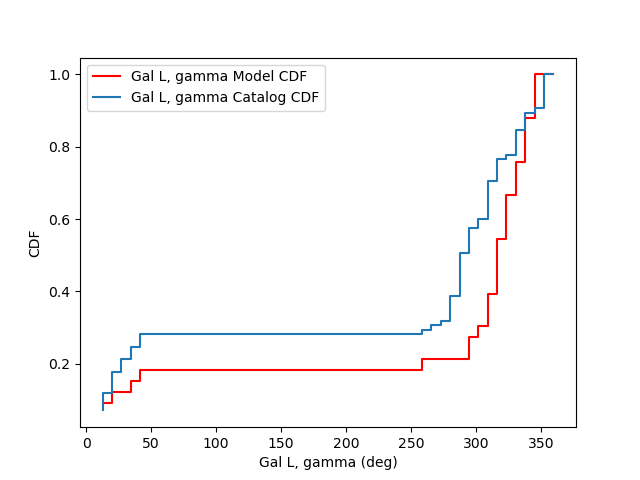 Gal L, gamma Model CDF
Gal L, gamma Catalog CDF
1.0
0.8
0.6
0.4
0.2
CDF
0 50 100 150 200 250 300 350
Gal L, gamma (deg)